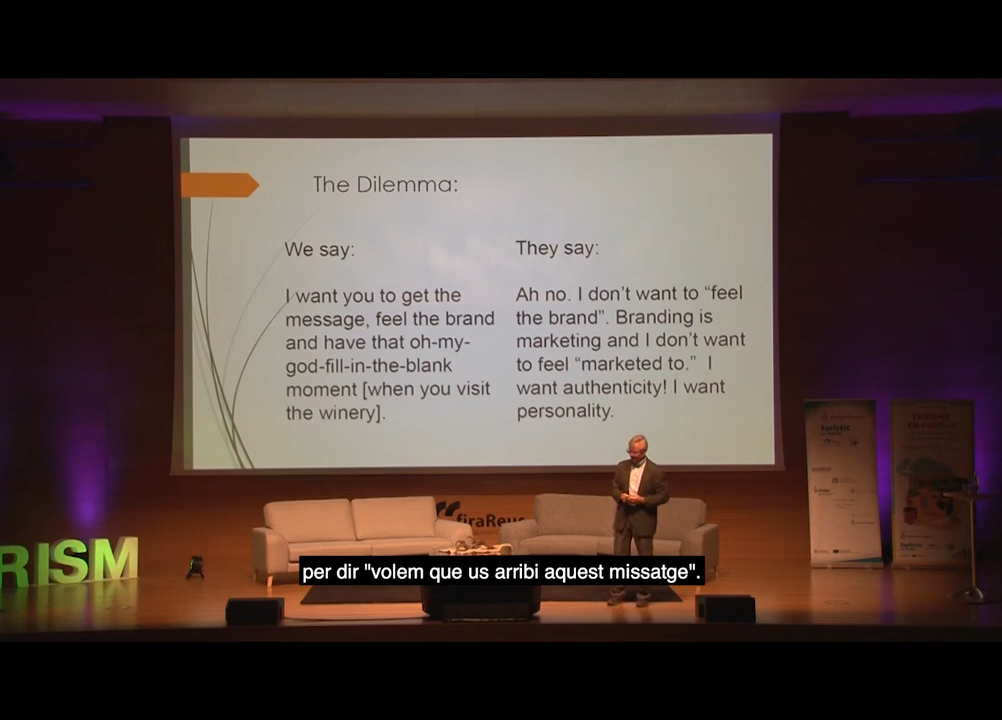 The Dilemma:
We say:
I want you to get the
message, feel the brand
and have that oh-my-
god-fill-in-the-blank
moment [when you visit
the winery].
They say:
Ah no. I don't want to “feel
the brand”. Branding is
marketing and I don't want
to feel “marketed to.” I
want authenticity! I want
personality.
firaReus
RISM
per dir "volem que us arribi aquest missatge".